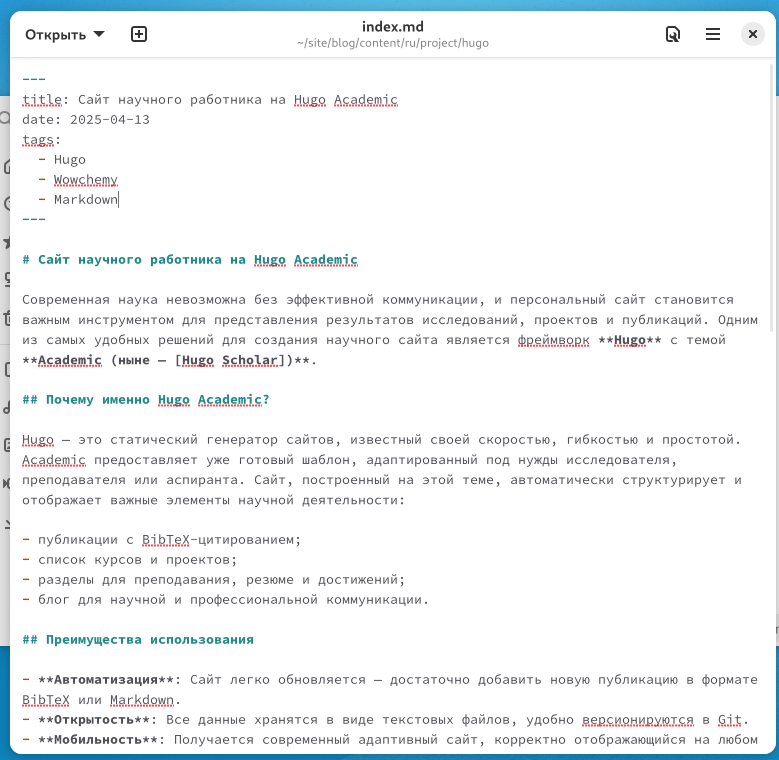 Открыть
index.md
~/site/blog/content/ru/project/hugo
---
title: Сайт научного работника на Hugo Academic
date: 2025-04-13
tags:
  - Hugo
  - Wowchemy
  - Markdown
---
# Сайт научного работника на Hugo Academic
Современная наука невозможна без эффективной коммуникации, и персональный сайт становится
важным инструментом для представления результатов исследований, проектов и публикаций. Одним
из самых удобных решений для создания научного сайта является фреймворк **Hugo** с темой
**Academic (ныне — [Hugo Scholar])**.
## Почему именно Hugo Academic?
Hugo — это статический генератор сайтов, известный своей скоростью, гибкостью и простотой.
Academic предоставляет уже готовый шаблон, адаптированный под нужды исследователя,
преподавателя или аспиранта. Сайт, построенный на этой теме, автоматически структурирует и
отображает важные элементы научной деятельности:
- публикации с BibTeX-цитированием;
- список курсов и проектов;
- разделы для преподавания, резюме и достижений;
- блог для научной и профессиональной коммуникации.
## Преимущества использования
- **Автоматизация**: Сайт легко обновляется — достаточно добавить новую публикацию в формате
BibTeX или Markdown.
- **Открытость**: Все данные хранятся в виде текстовых файлов, удобно версионируются в Git.
- **Мобильность**: Получается современный адаптивный сайт, корректно отображающийся на любом